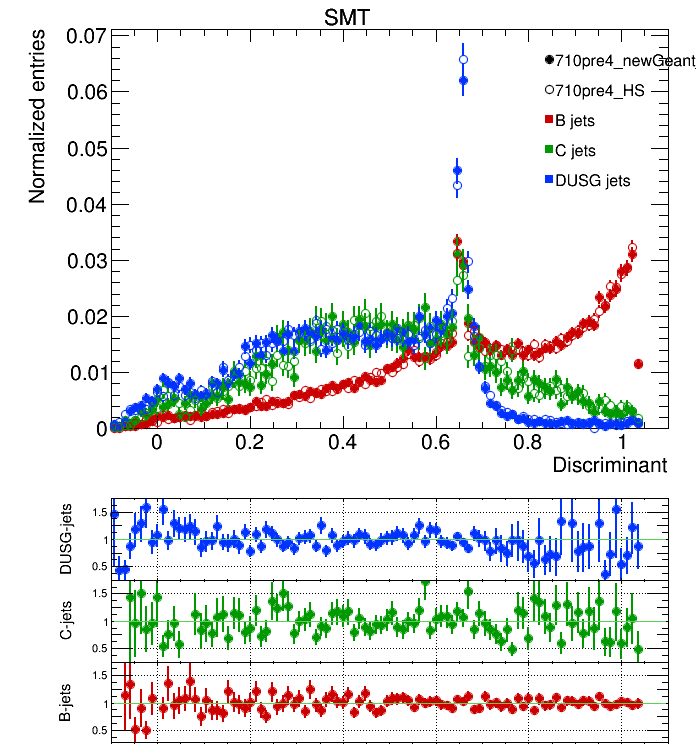 SMT
Normalized entries
0.07
0.06
0.05
0.04
0.03
0.02
0.01
0
710pre4_newGeant
710pre4_HS
B jets
C jets
DUSG jets
0 0.2 0.4 0.6 0.8 1
Discriminant
DUSG-jets
1.5
1
0.5
C-jets
1.5
1
0.5
B-jets
1.5
1
0.5